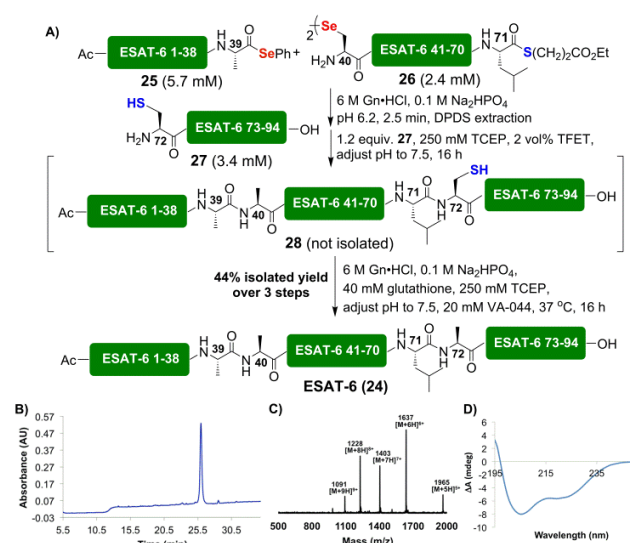 A)
Ac ESAT-6 1-38 H N 39 O SePh + 2 ( Se H2N 40 O ESAT-6 41-70 H N 71 O S(CH2)2CO2Et
25 (5.7 mM) 26 (2.4 mM)
6 M Gn•HCl, 0.1 M Na2HPO4
pH 6.2, 2.5 min, DPDS extraction
HS H2N 72 O ESAT-6 73-94 OH
27 (3.4 mM)
1.2 equiv. 27, 250 mM TCEP, 2 vol% TFET,
adjust pH to 7.5, 16 h
Ac ESAT-6 1-38 H N 39 O N H 40 O ESAT-6 41-70 H N 71 O N H 72 O SH ESAT-6 73-94 OH
28 (not isolated)
44% isolated yield
over 3 steps
6 M Gn•HCl, 0.1 M Na2HPO4,
40 mM glutathione, 250 mM TCEP,
adjust pH to 7.5, 20 mM VA-044, 37 °C, 16 h
Ac ESAT-6 1-38 H N 39 O N H 40 O ESAT-6 41-70 H N 71 O N H 72 O ESAT-6 73-94 OH
ESAT-6 (24)
B)
Absorbance (AU)
0.57
0.47
0.37
0.27
0.17
0.07
-0.03
5.5 10.5 15.5 20.5 25.5 30.5
Time (min)
C)
1091
[M+9H]9+
1228
[M+8H]8+
1403
[M+7H]7+
1637
[M+6H]6+
1965
[M+5H]5+
500 800 1100 1400 1700 2000
Mass (m/z)
D)
ΔA (mdeg)
4
2
0
-2
-4
-6
-8
-10
195 215 235
Wavelength (nm)